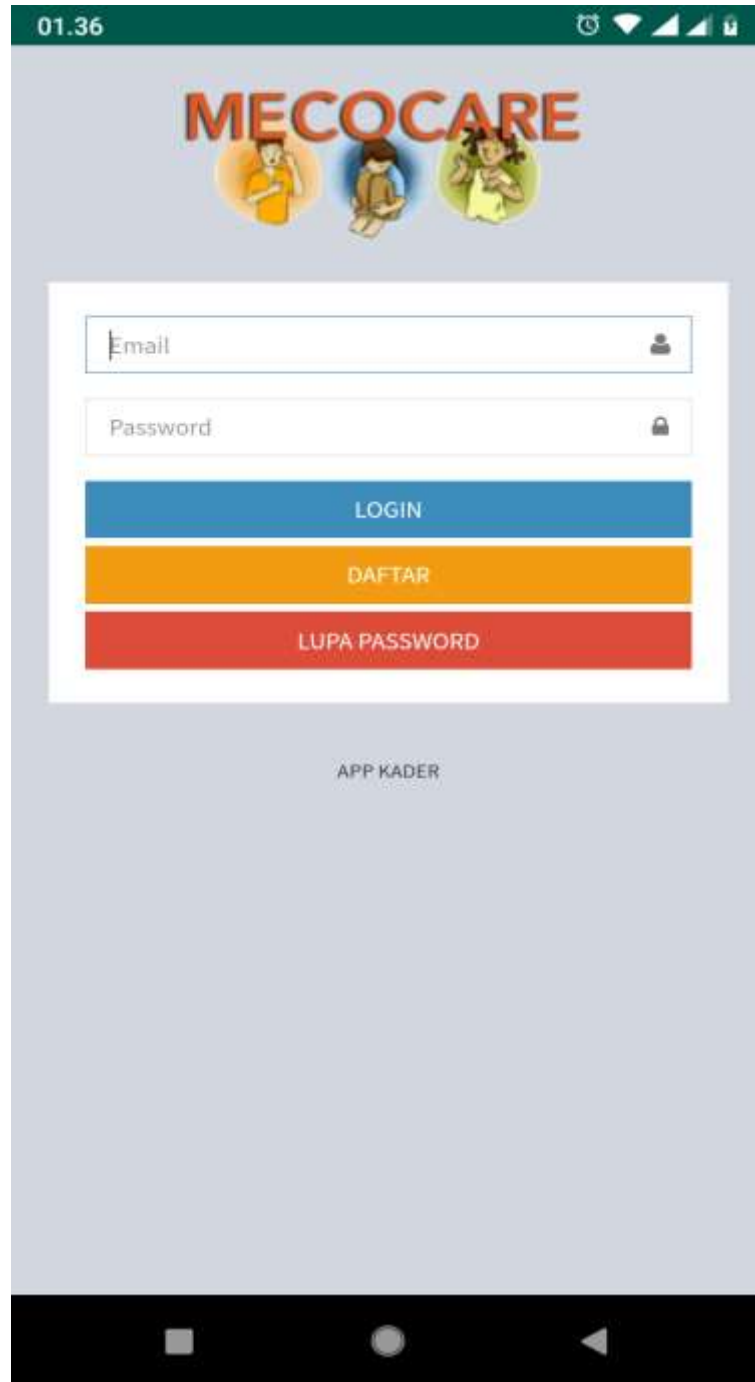 01.36
MECOCARE
Email
Password
LOGIN
DAFTAR
LUPA PASSWORD
APP KADER